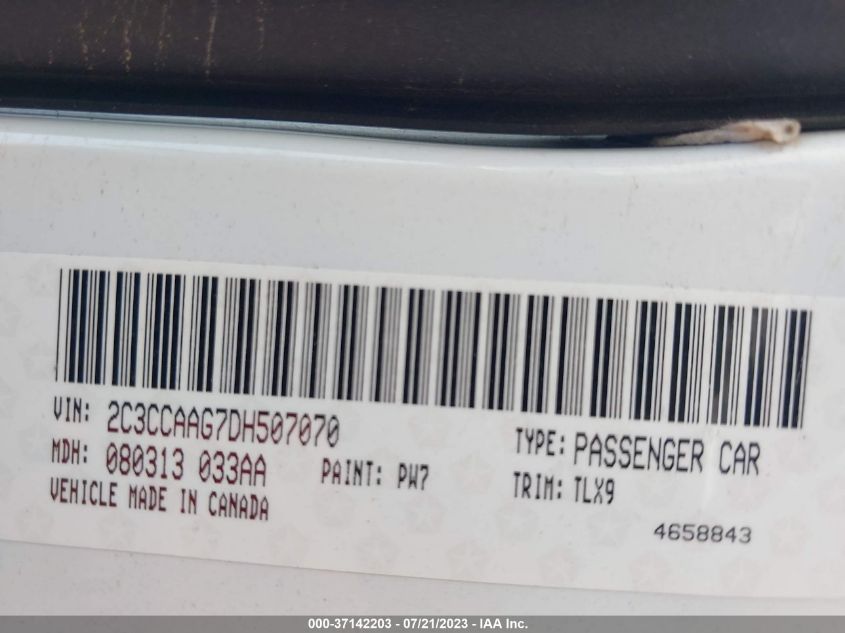 VIN: 2C3CCAAG7DH507070 TYPE: PASSENGER CAR
MDH: 080313 033AA PAINT: PW7 TRIM: TLX9
VEHICLE MADE IN CANADA
4658843
000-37142203 - 07/21/2023 - IAA Inc.